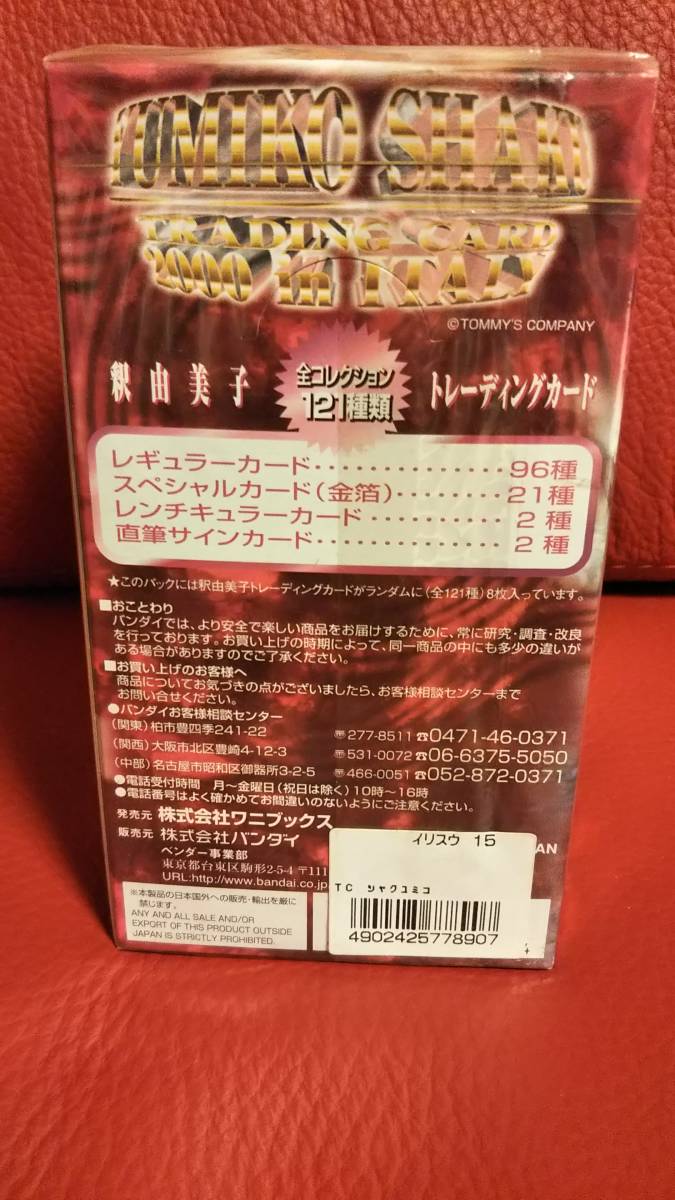 YUMIKO SHAKU
TRADING CARD
2000 in ITALY
©TOMMY'S COMPANY
釈由美子
全コレクション
121種類
トレーディングカード
レギュラーカード・・・・・・・・・・・・・・・96種
スペシャルカード(金箔)・・・・・・・・21種
レンチキュラーカード・・・・・・・・・・2種
直筆サインカード・・・・・・・・・・・・・・2種
★このパックには釈由美子トレーディングカードがランダムに(全121種)8枚入っています。
■おことわり
バンダイでは、より安全で楽しい商品をお届けするために、常に研究・調査・改良
を行っております。お買い上げの時期によって、同一商品の中にも多少の違いが
ある場合がありますのでご了承ください。
■お買い上げのお客様へ
商品についてお気づきの点がございましたら、お客様相談センターまで
お問い合せください。
●バンダイお客様相談センター
(関東)柏市豊四季241-22 〒277-8511☎0471-46-0371
(関西)大阪市北区豊崎4-12-3 〒531-0072☎06-6375-5050
(中部)名古屋市昭和区御器所3-2-5 〒466-0051☎052-872-0371
●電話受付時間 月〜金曜日(祝日は除く)10時〜16時
●電話番号はよく確かめてお間違いのないようにご注意ください。
発売元 株式会社ワニブックス
販売元 株式会社バンダイ
ベンダー事業部
東京都台東区駒形2-5-4 〒111
URL:http://www.bandai.co.jp
※本製品の日本国外への販売・輸出を厳に
禁じます。
ANY AND ALL SALE AND/OR
EXPORT OF THIS PRODUCT OUTSIDE
JAPAN IS STRICTLY PROHIBITED.
イリスウ 15
AN
TC シャクユミコ
4902425778907